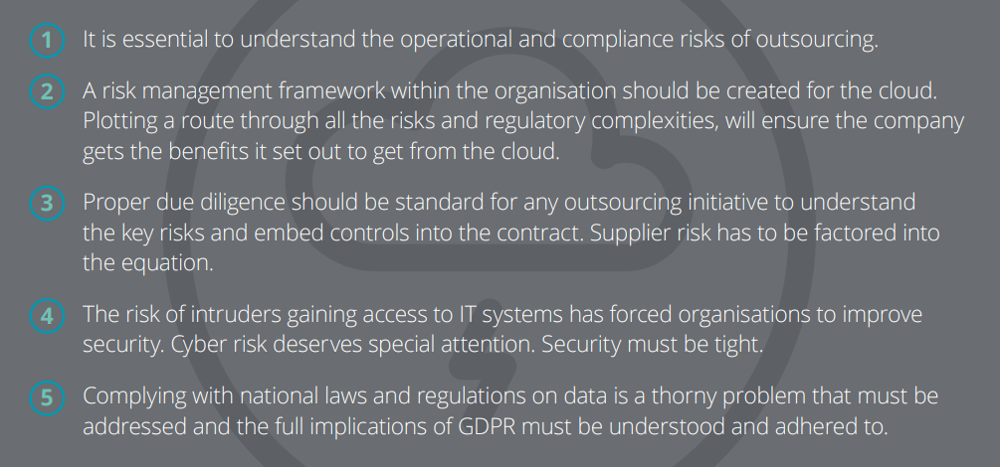 1 It is essential to understand the operational and compliance risks of outsourcing.
2 A risk management framework within the organisation should be created for the cloud.
Plotting a route through all the risks and regulatory complexities, will ensure the company
gets the benefits it set out to get from the cloud.
3 Proper due diligence should be standard for any outsourcing initiative to understand
the key risks and embed controls into the contract. Supplier risk has to be factored into
the equation.
4 The risk of intruders gaining access to IT systems has forced organisations to improve
security. Cyber risk deserves special attention. Security must be tight.
5 Complying with national laws and regulations on data is a thorny problem that must be
addressed and the full implications of GDPR must be understood and adhered to.